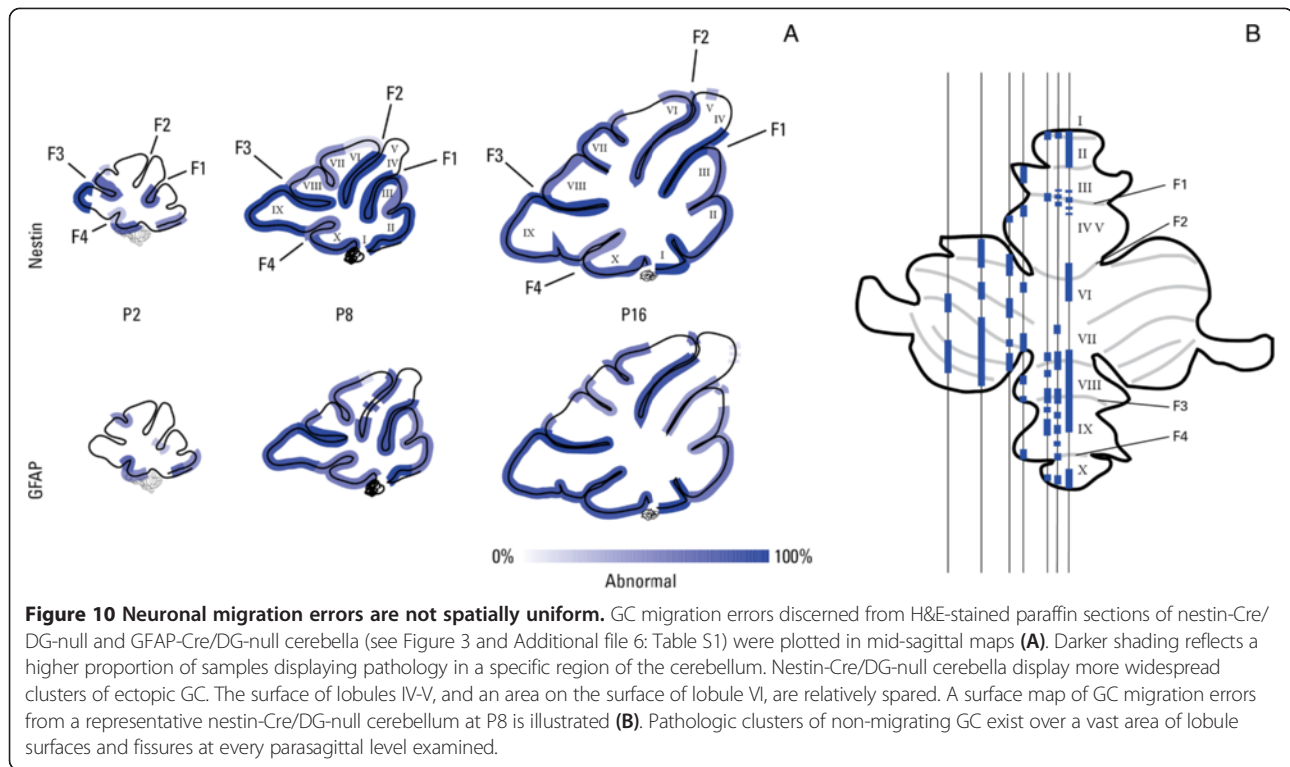 A
B
F2
F2
F2
F3
F1
F4
F3
F1
F4
F3
F1
F4
VII
VI
V
IV
VIII
III
IX
II
X
I
VI
V
IV
VII
III
VIII
II
IX
X
I
Nestin
P2
P8
P16
GFAP
0%
100%
Abnormal
I
II
III
F1
IV V
F2
VI
VII
VIII
F3
IX
F4
X
Figure 10 Neuronal migration errors are not spatially uniform. GC migration errors discerned from H&E-stained paraffin sections of nestin-Cre/
DG-null and GFAP-Cre/DG-null cerebella (see Figure 3 and Additional file 6: Table S1) were plotted in mid-sagittal maps (A). Darker shading reflects a
higher proportion of samples displaying pathology in a specific region of the cerebellum. Nestin-Cre/DG-null cerebella display more widespread
clusters of ectopic GC. The surface of lobules IV-V, and an area on the surface of lobule VI, are relatively spared. A surface map of GC migration errors
from a representative nestin-Cre/DG-null cerebellum at P8 is illustrated (B). Pathologic clusters of non-migrating GC exist over a vast area of lobule
surfaces and fissures at every parasagittal level examined.